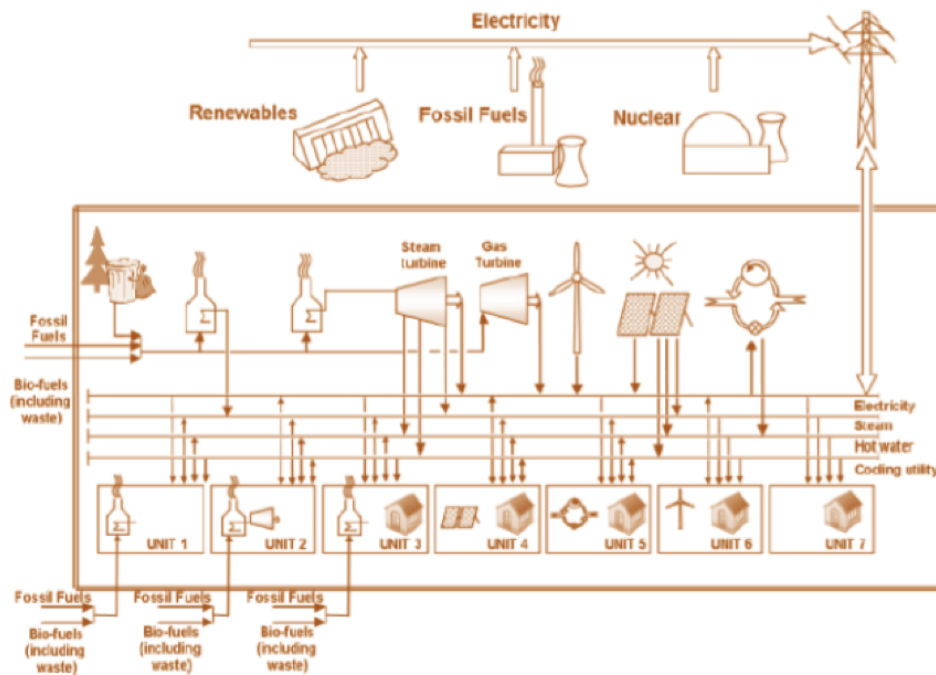 Electricity
Renewables
Fossil Fuels
Nuclear
Steam
turbine
Gas
Turbine
Fossil
Fuels
Bio-fuels
(including
waste)
Electricity
Steam
Hot water
Cooling utility
UNIT 1
UNIT 2
UNIT 3
UNIT 4
UNIT 5
UNIT 6
UNIT 7
Fossil Fuels
Fossil Fuels
Fossil Fuels
Bio-fuels
(including
waste)
Bio-fuels
(including
waste)
Bio-fuels
(including
waste)